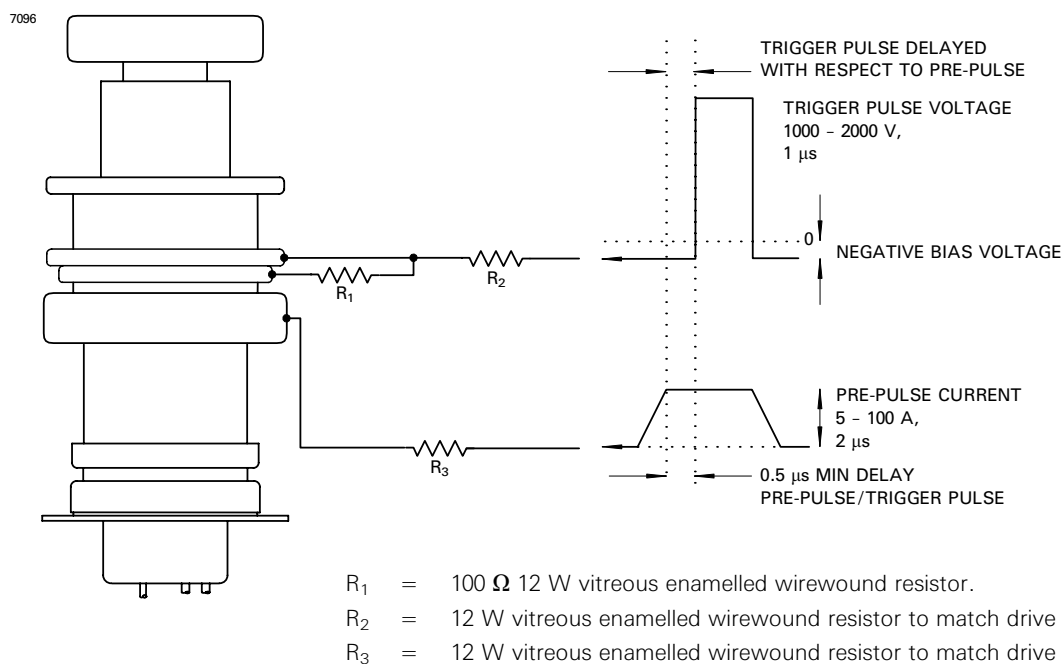 7096
TRIGGER PULSE DELAYED
WITH RESPECT TO PRE-PULSE
TRIGGER PULSE VOLTAGE
1000 – 2000 V,
1 µs
0
NEGATIVE BIAS VOLTAGE
R2
R1
PRE-PULSE CURRENT
5 – 100 A,
2 µs
R3
0.5 µs MIN DELAY
PRE-PULSE/TRIGGER PULSE
R1 = 100 Ω 12 W vitreous enamelled wirewound resistor.
R2 = 12 W vitreous enamelled wirewound resistor to match drive
R3 = 12 W vitreous enamelled wirewound resistor to match drive